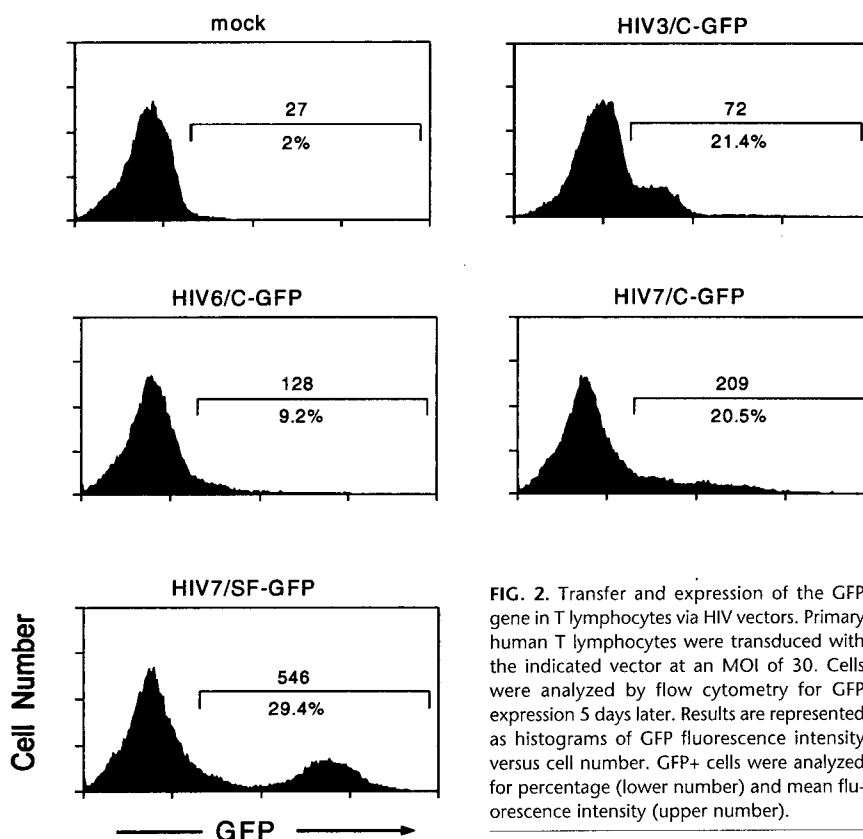 mock
27
2%
HIV3/C-GFP
72
21.4%
HIV6/C-GFP
128
9.2%
HIV7/C-GFP
209
20.5%
HIV7/SF-GFP
546
29.4%
Cell Number
GFP
FIG. 2. Transfer and expression of the GFP
gene in T lymphocytes via HIV vectors. Primary
human T lymphocytes were transduced with
the indicated vector at an MOI of 30. Cells
were analyzed by flow cytometry for GFP
expression 5 days later. Results are represented
as histograms of GFP fluorescence intensity
versus cell number. GFP+ cells were analyzed
for percentage (lower number) and mean flu-
orescence intensity (upper number).